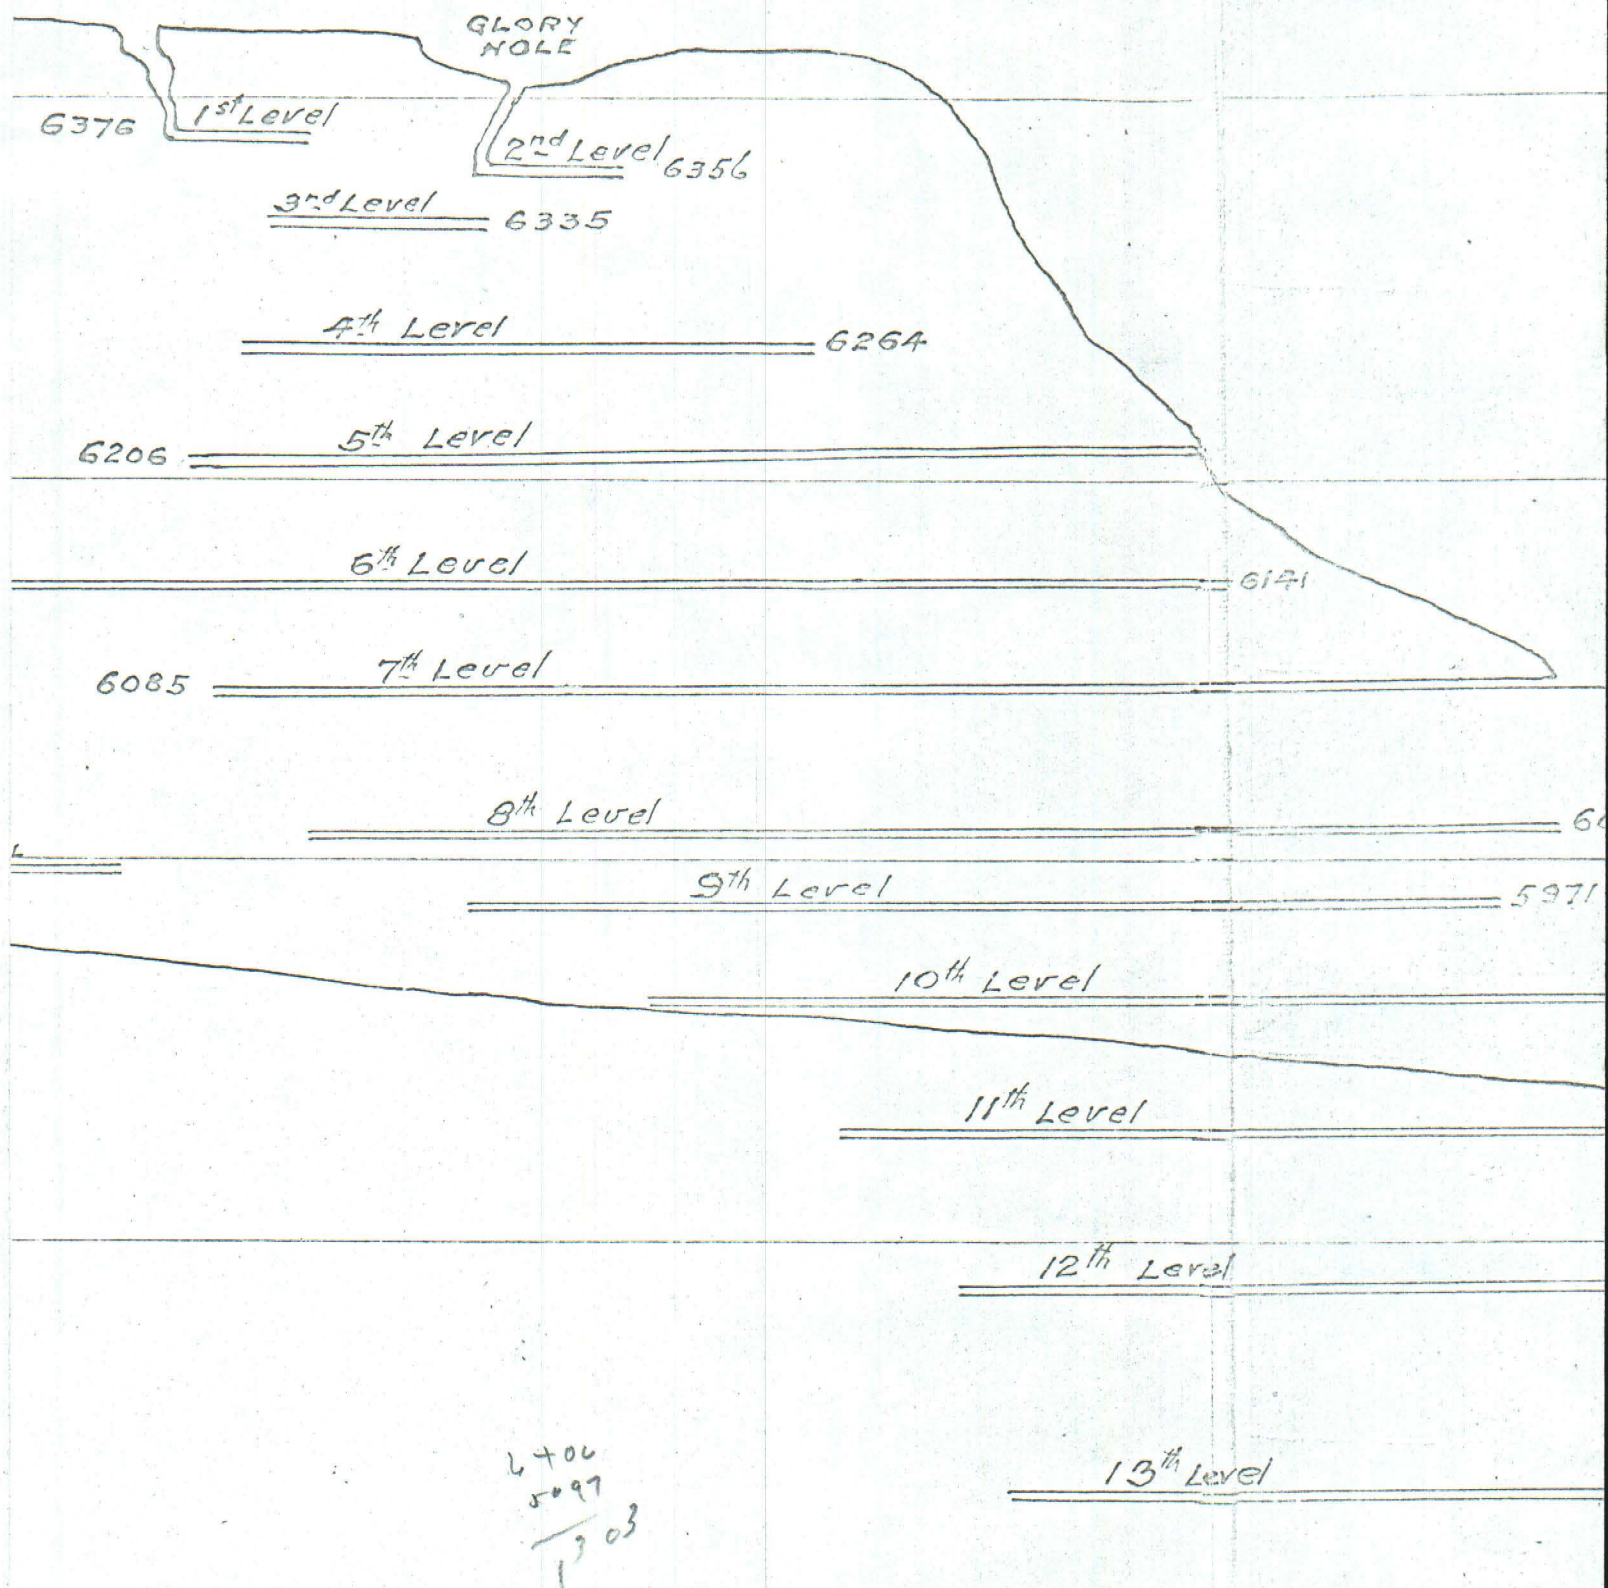 GLORY
HOLE
6376 1st Level
2nd Level 6356
3rd Level 6335
4th Level 6264
6206 5th Level
6th Level 6141
6085 7th Level
8th Level
L
9th Level 5971
10th Level
11th Level
12th Level
13th Level